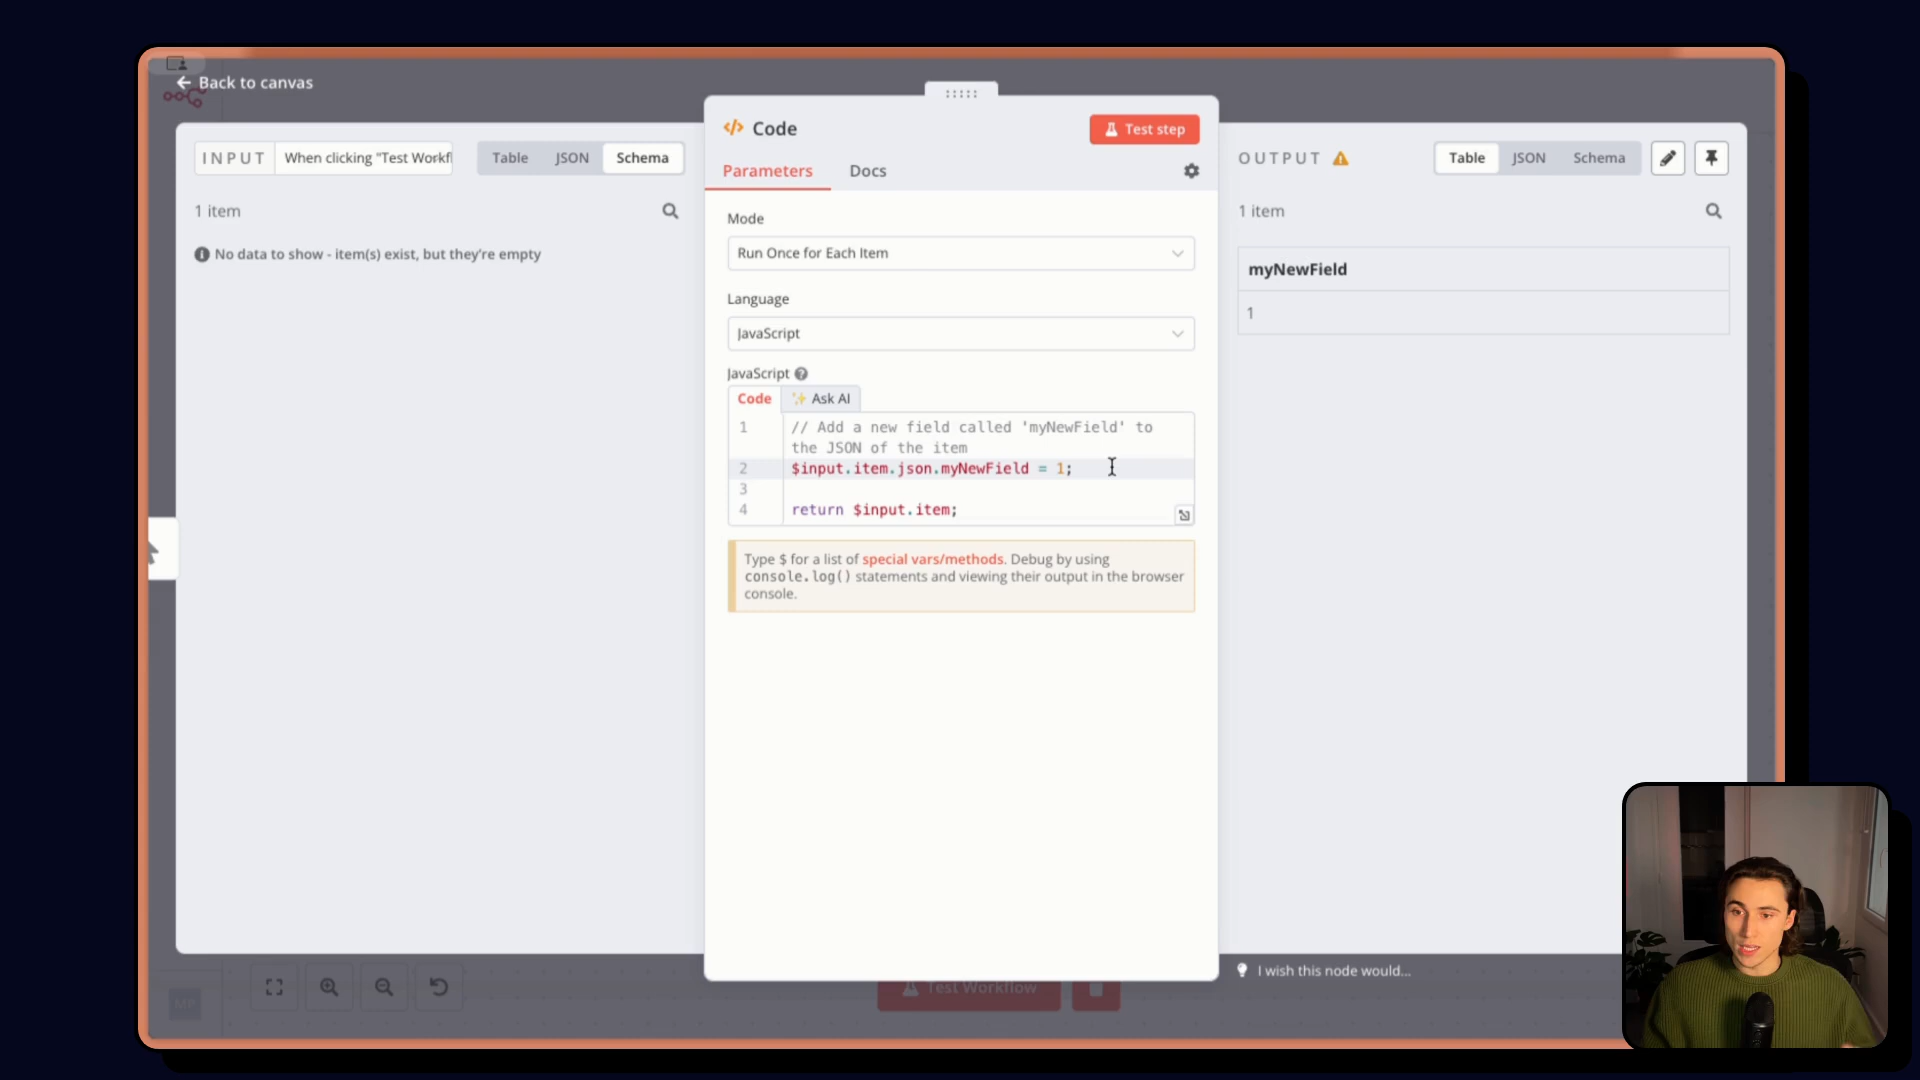 Back to canvas
INPUT
When clicking "Test Workfl
Table
JSON
Schema
1 item
No data to show - item(s) exist, but they're empty
Code
Test step
Parameters
Docs
Mode
Run Once for Each Item
Language
JavaScript
JavaScript
Code
Ask AI
1 // Add a new field called 'myNewField' to
the JSON of the item
2 $input.item.json.myNewField = 1;
3
4 return $input.item;
Type $ for a list of special vars/methods. Debug by using
console.log() statements and viewing their output in the browser
console.
OUTPUT
Table
JSON
Schema
1 item
myNewField
1
I wish this node would...
Test Workflow